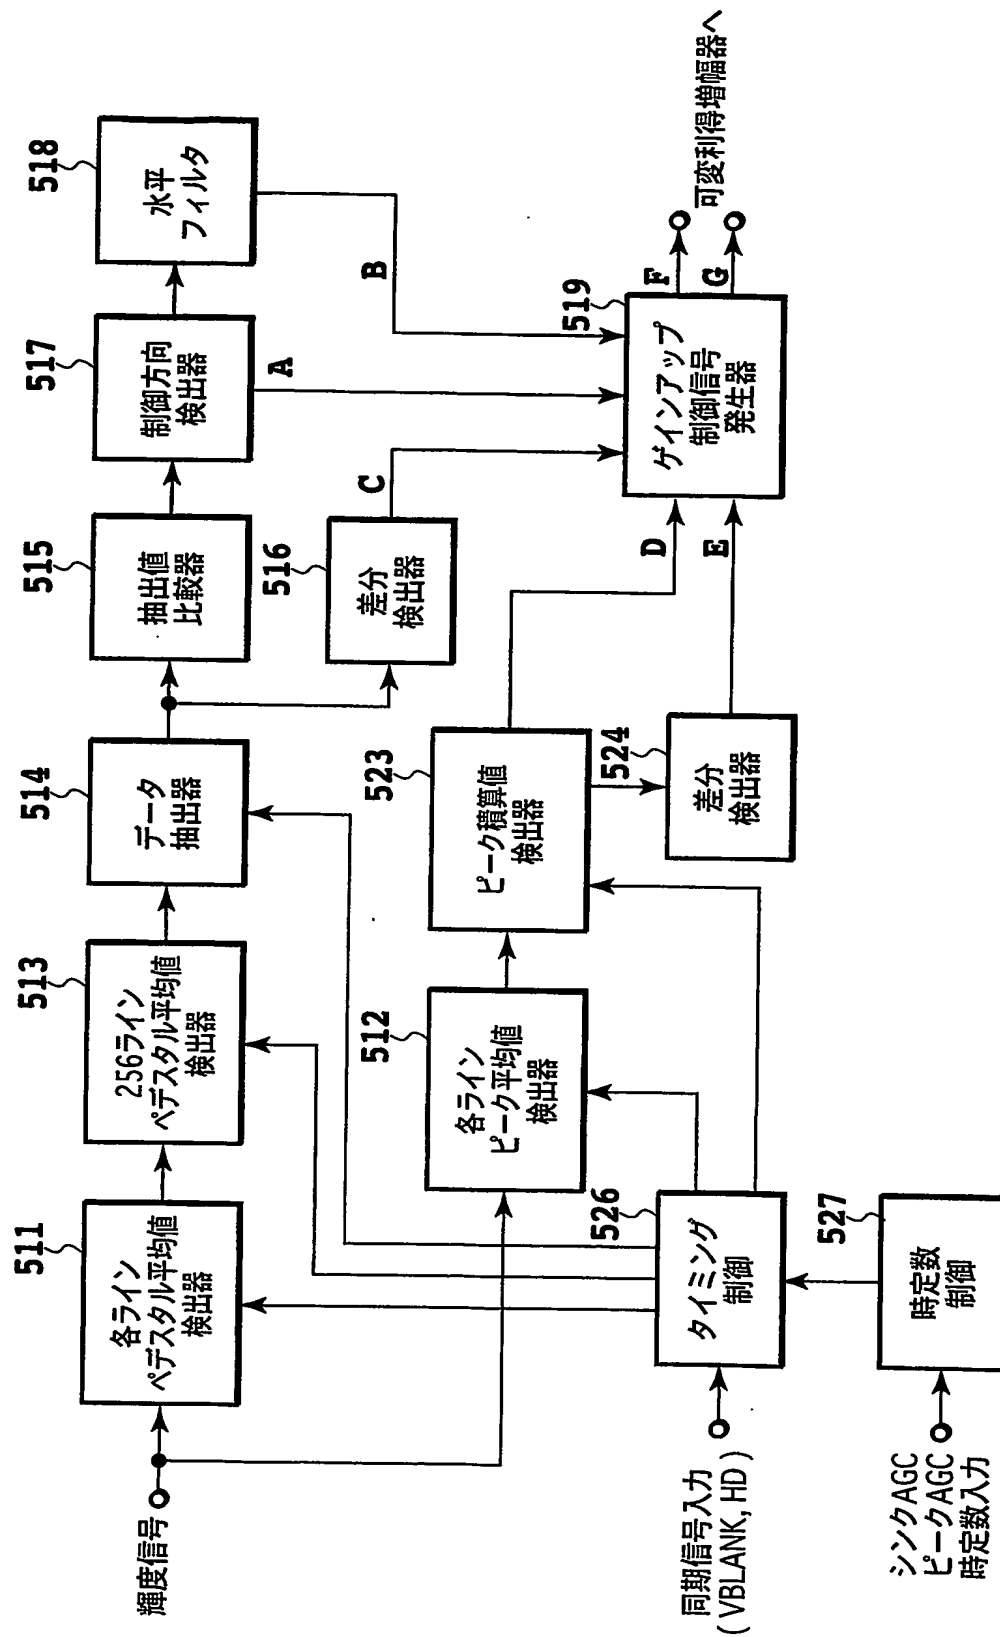 輝度信号
511
各ライン
ペデスタル平均値
検出器
513
256ライン
ペデスタル平均値
検出器
514
データ
抽出器
515
抽出値
比較器
517
制御方向
検出器
518
水平
フィルタ
516
差分
検出器
A
B
C
512
各ライン
ピーク平均値
検出器
523
ピーク積算値
検出器
524
差分
検出器
D
E
519
ゲインアップ
制御信号
発生器
F
G
可変利得増幅器へ
同期信号入力
(VBLANK, HD)
526
タイミング
制御
シンクAGC
ピークAGC
時定数入力
527
時定数
制御